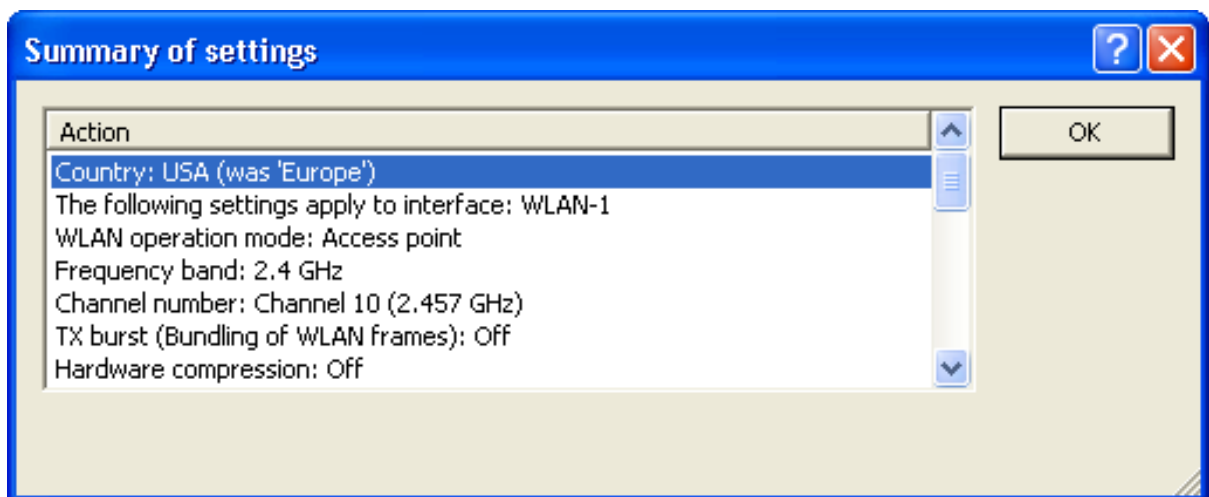 Summary of settings
Action
OK
Country: USA (was 'Europe')
The following settings apply to interface: WLAN-1
WLAN operation mode: Access point
Frequency band: 2.4 GHz
Channel number: Channel 10 (2.457 GHz)
TX burst (Bundling of WLAN frames): Off
Hardware compression: Off